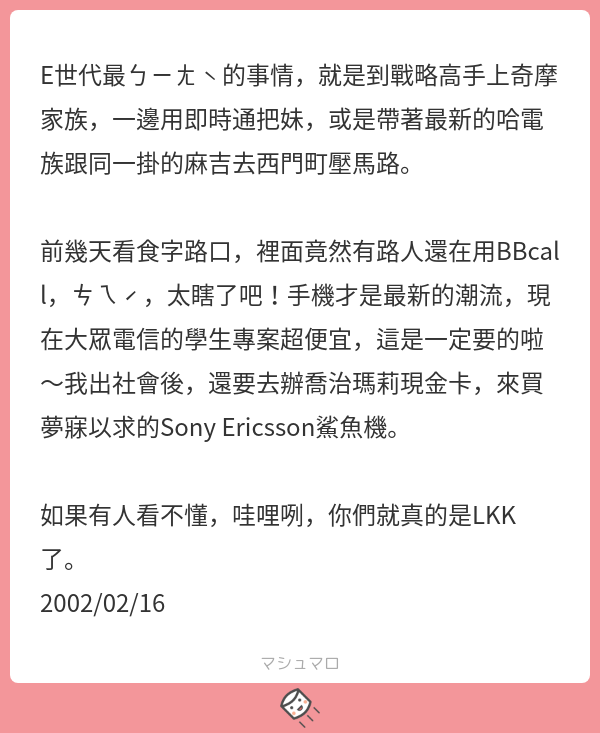 E世代最ㄅㄧㄤˋ的事情，就是到戰略高手上奇摩
家族，一邊用即時通把妹，或是帶著最新的哈電
族跟同一掛的麻吉去西門町壓馬路。
前幾天看食字路口，裡面竟然有路人還在用BBcal
l，ㄘㄟˊ，太瞎了吧！手機才是最新的潮流，現
在大眾電信的學生專案超便宜，這是一定要的啦
～我出社會後，還要去辦喬治瑪莉現金卡，來買
夢寐以求的Sony Ericsson鯊魚機。
如果有人看不懂，哇哩咧，你們就真的是LKK
了。
2002/02/16
マシュマロ